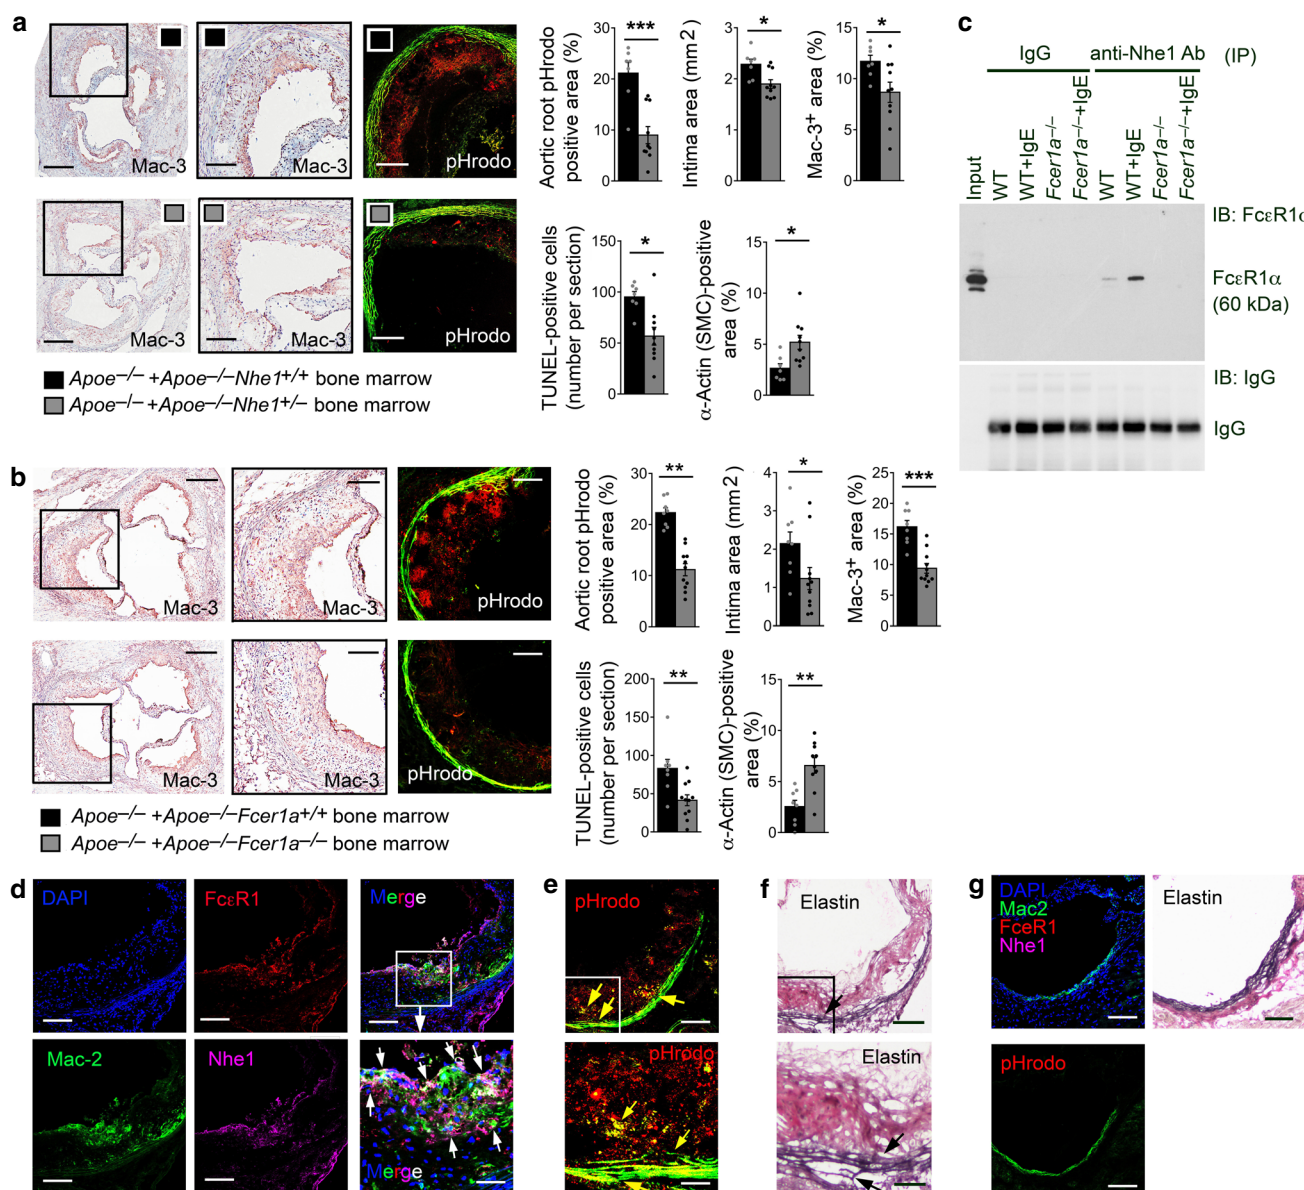 a
Mac-3
Mac-3
pHrodo
Mac-3
Mac-3
pHrodo
Apoe–/– +Apoe–/–Nhe1+/+ bone marrow
Apoe–/– +Apoe–/–Nhe1+/– bone marrow
Aortic root pHrodo
positive area (%)
30
20
10
0
***
Intima area (mm2)
3
2
1
0
*
Mac-3+ area (%)
15
10
5
0
*
TUNEL-positive cells
(number per section)
150
100
50
0
*
α-Actin (SMC)-positive
area (%)
15
10
5
0
*
b
Mac-3
Mac-3
pHrodo
Mac-3
Mac-3
pHrodo
Apoe–/– +Apoe–/–Fcer1a+/+ bone marrow
Apoe–/– +Apoe–/–Fcer1a–/– bone marrow
Aortic root pHrodo
positive area (%)
30
20
10
0
**
Intima area (mm2)
4
3
2
1
0
*
Mac-3+ area (%)
25
20
15
10
5
0
***
TUNEL-positive cells
(number per section)
200
150
100
50
0
**
α-Actin (SMC)-positive
area (%)
15
10
5
0
**
c
IgG
anti-Nhe1 Ab
(IP)
Input
WT
WT+IgE
Fcer1a–/–
Fcer1a–/–+IgE
WT
WT+IgE
Fcer1a–/–
Fcer1a–/–+IgE
IB: FcεR1α
FcεR1α
(60 kDa)
IB: IgG
IgG
d
DAPI
FcεR1
Merge
Mac-2
Nhe1
Merge
e
pHrodo
pHrodo
f
Elastin
Elastin
g
DAPI
Mac2
FceR1
Nhe1
Elastin
pHrodo